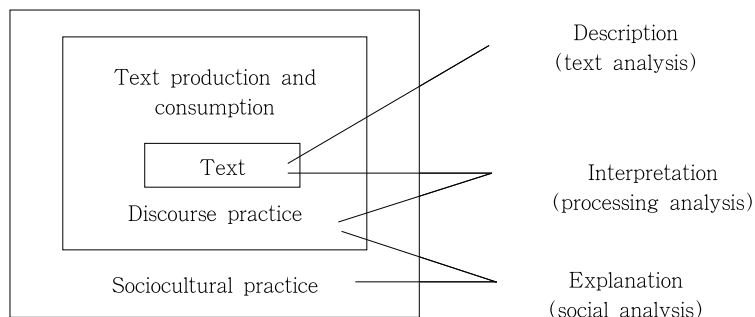 Description
(text analysis)
Text production and
consumption
Text
Interpretation
(processing analysis)
Discourse practice
Sociocultural practice
Explanation
(social analysis)